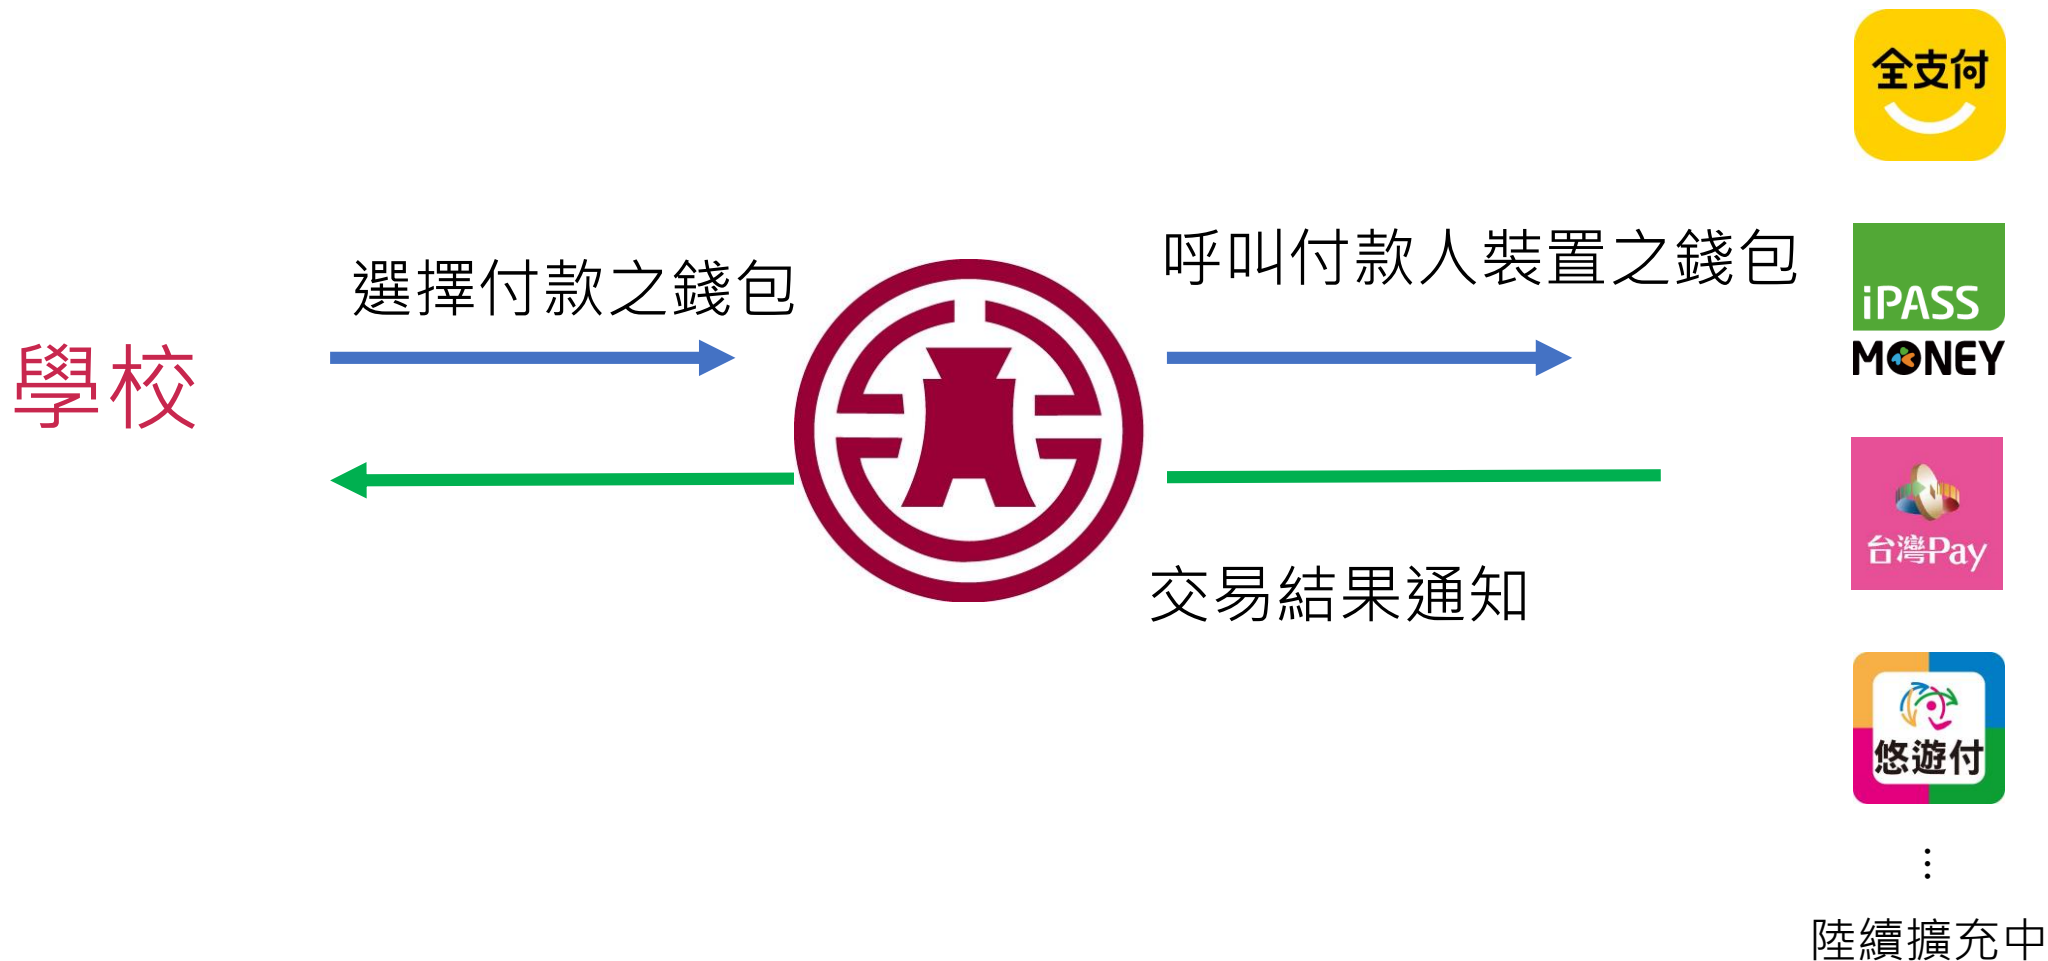 全支付
呼叫付款人裝置之錢包
選擇付款之錢包
iPASS
MONEY
學校
台灣Pay
交易結果通知
悠遊付
⋮
陸續擴充中